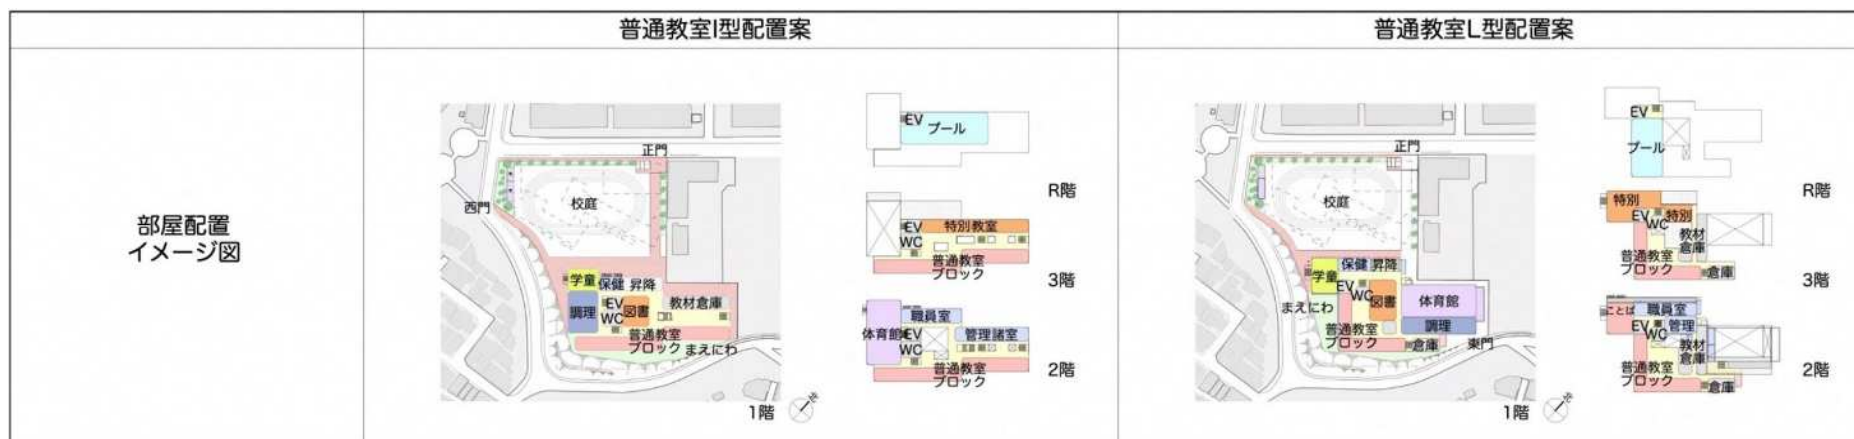 普通教室I型配置案
普通教室L型配置案
部屋配置
イメージ図
正門
西門
校庭
学童
保健 昇降
調理
EV
WC
図書
教材倉庫
普通教室
ブロック
まえにわ
1階
EV
プール
R階
EV
WC
特別教室
普通教室
ブロック
3階
職員室
体育館
EV
WC
管理諸室
普通教室
ブロック
2階
正門
校庭
学童
保健 昇降
EV
WC
図書
体育館
調理
まえにわ
普通教室
ブロック
倉庫
東門
1階
EV
プール
R階
特別
EV
WC
特別
教材
倉庫
普通教室
ブロック
倉庫
3階
ことば
職員室
EV
WC
管理
教材
倉庫
普通教室
ブロック
倉庫
2階